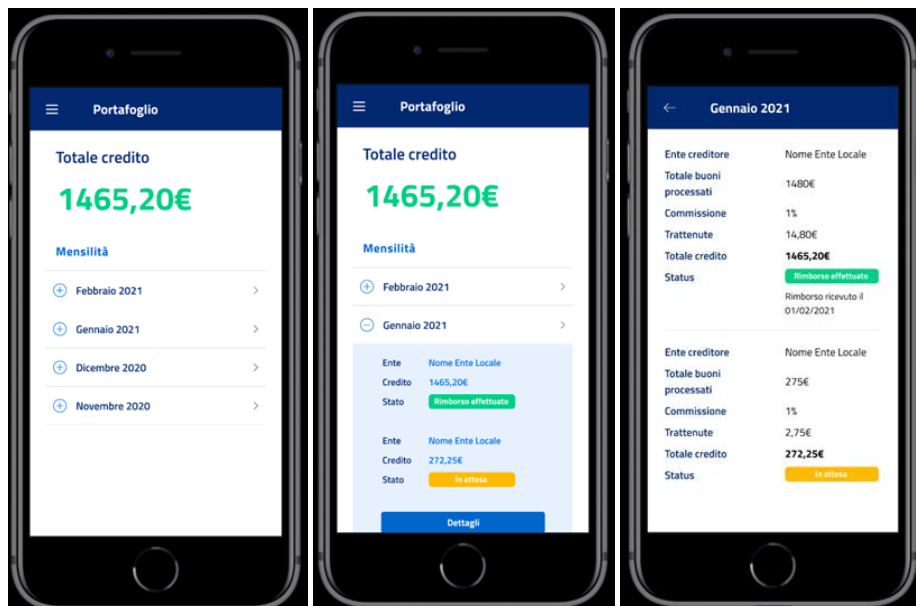 Portafoglio
Totale credito
1465,20€
Mensilità
Febbraio 2021
Gennaio 2021
Dicembre 2020
Novembre 2020
Portafoglio
Totale credito
1465,20€
Mensilità
Febbraio 2021
Gennaio 2021
Ente Nome Ente Locale
Credito 1465,20€
Stato Rimborso effettuato
Ente Nome Ente Locale
Credito 272,25€
Stato In attesa
Dettagli
Gennaio 2021
Ente creditore Nome Ente Locale
Totale buoni
processati 1480€
Commissione 1%
Trattenute 14,80€
Totale credito 1465,20€
Status Rimborso effettuato
Rimborso ricevuto il
01/02/2021
Ente creditore Nome Ente Locale
Totale buoni
processati 275€
Commissione 1%
Trattenute 2,75€
Totale credito 272,25€
Status In attesa